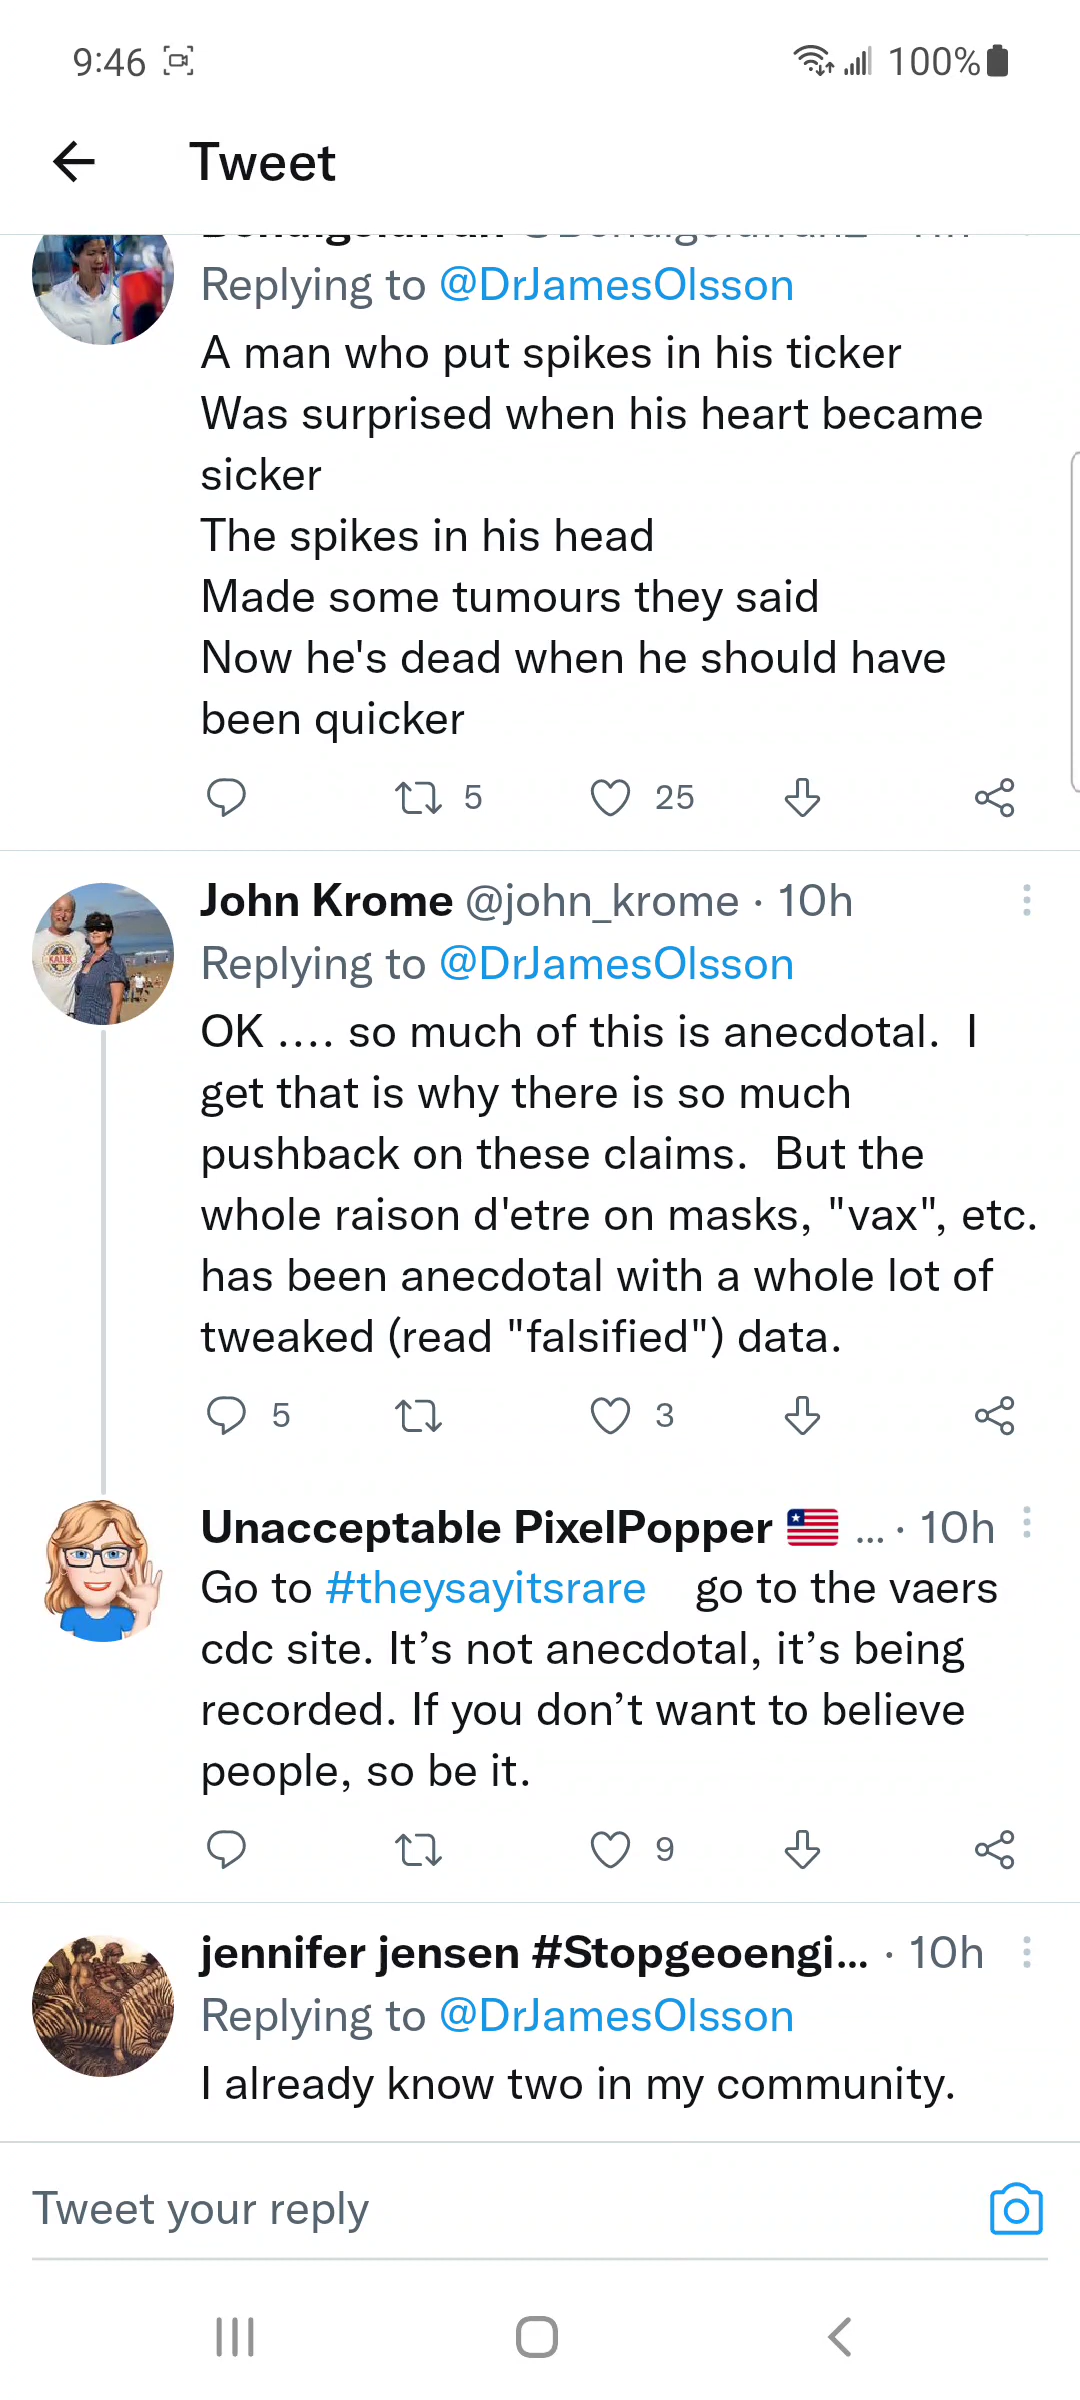 9:46
100%
Tweet
Replying to @DrJamesOlsson
A man who put spikes in his ticker
Was surprised when his heart became
sicker
The spikes in his head
Made some tumours they said
Now he's dead when he should have
been quicker
5 25
John Krome @john_krome · 10h
Replying to @DrJamesOlsson
OK .... so much of this is anecdotal.  I
get that is why there is so much
pushback on these claims.  But the
whole raison d'etre on masks, "vax", etc.
has been anecdotal with a whole lot of
tweaked (read "falsified") data.
5 3
Unacceptable PixelPopper 🇱🇷 ... · 10h
Go to #theysayitsrare    go to the vaers
cdc site. It’s not anecdotal, it’s being
recorded. If you don’t want to believe
people, so be it.
9
jennifer jensen #Stopgeoengi... · 10h
Replying to @DrJamesOlsson
I already know two in my community.
Tweet your reply